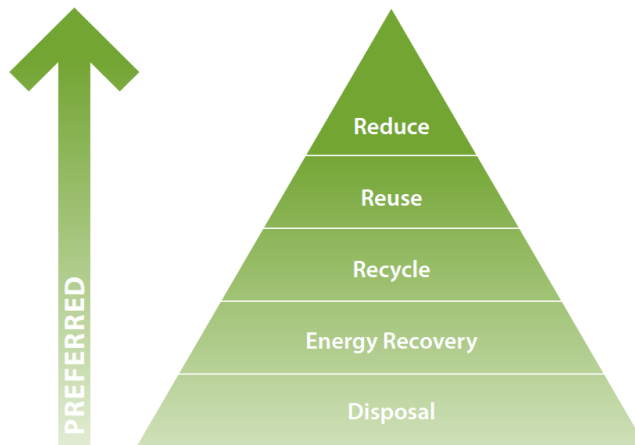 Reduce
Reuse
Recycle
Energy Recovery
Disposal
PREFERRED